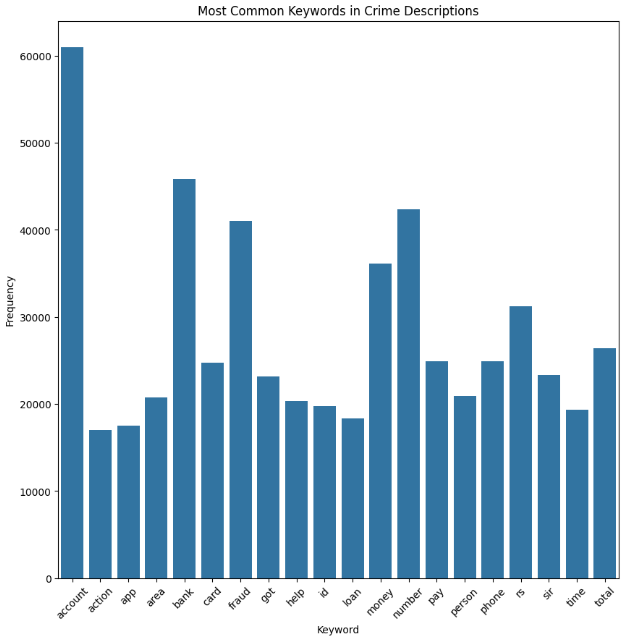 Most Common Keywords in Crime Descriptions
60000
50000
40000
30000
20000
10000
0
Frequency
account action app area bank card fraud got help id loan money number pay person phone rs sir time total
Keyword